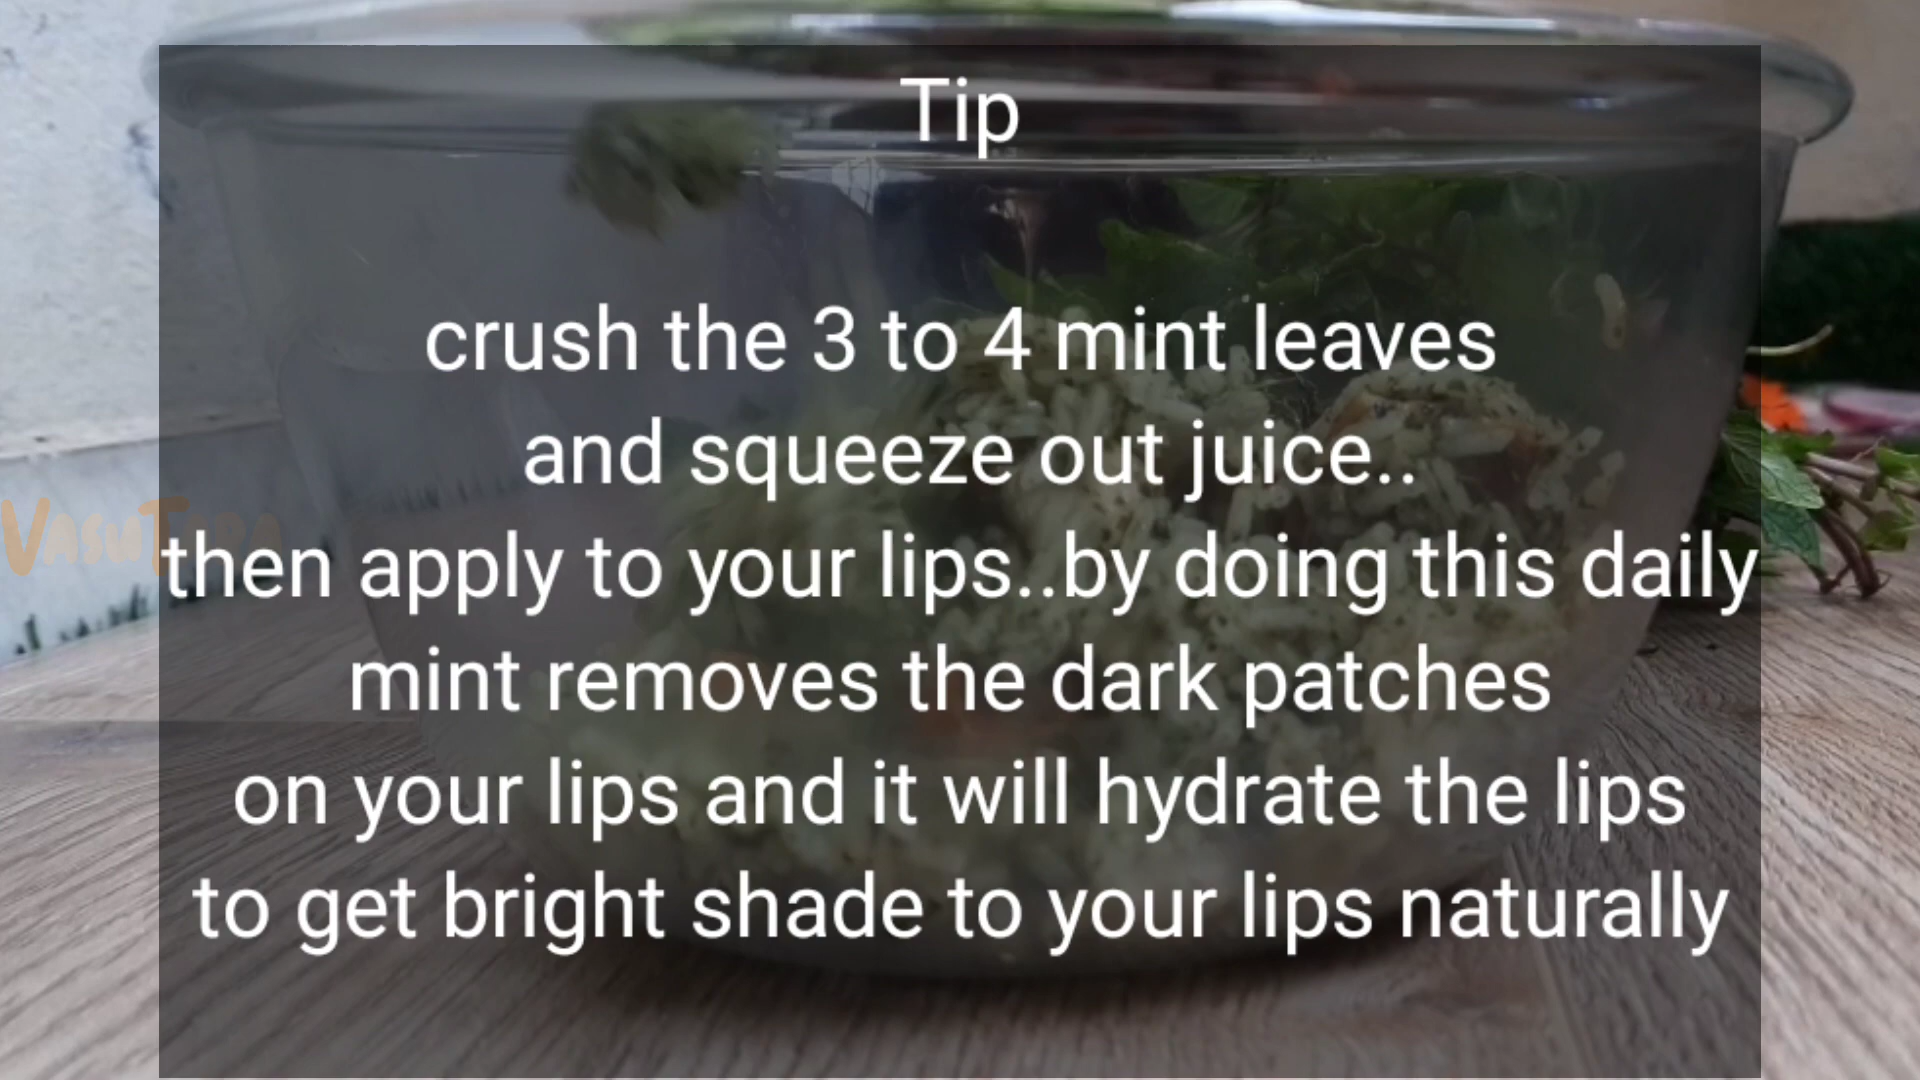 Tip
crush the 3 to 4 mint leaves
and squeeze out juice..
then apply to your lips..by doing this daily
mint removes the dark patches
on your lips and it will hydrate the lips
to get bright shade to your lips naturally
VasuTara